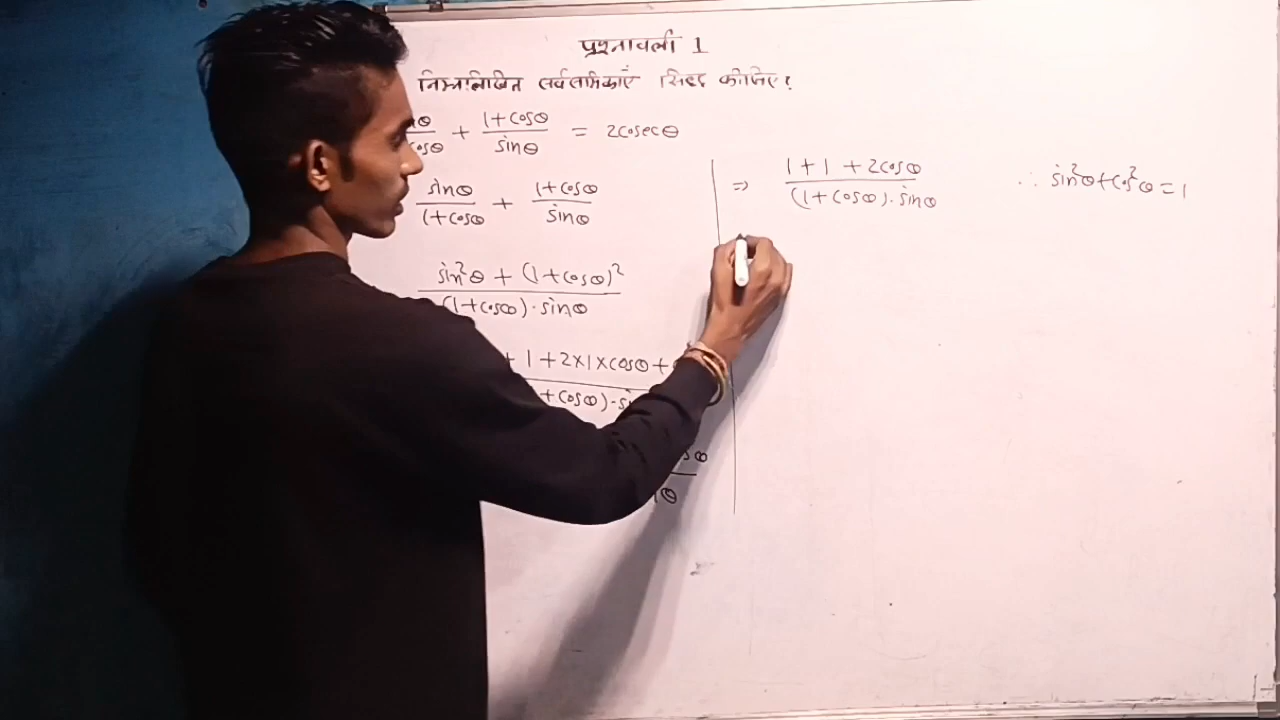 प्रश्नावली 1
निम्नलिखित सर्वसमिकाएँ सिद्ध कीजिए।
+ (1+cosθ)/sinθ = 2cosecθ
sinθ/(1+cosθ) + (1+cosθ)/sinθ
(sin²θ + (1+cosθ)²)/((1+cosθ)·sinθ)
+ 1 + 2×1×cosθ +
+cosθ)·si
⇒ (1+1+2cosθ)/((1+cosθ)·sinθ)
∴ sin²θ+cos²θ=1